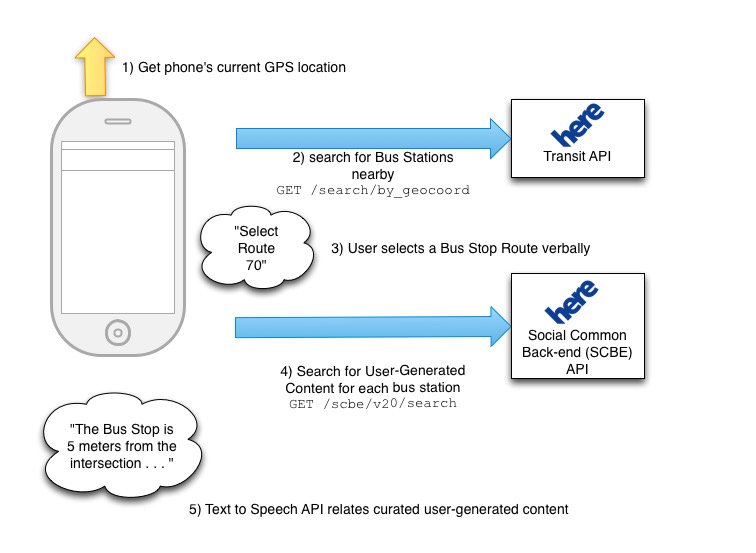 1) Get phone's current GPS location
here
Transit API
2) search for Bus Stations
nearby
GET /search/by_geocoord
"Select
Route
70"
3) User selects a Bus Stop Route verbally
here
Social Common
Back-end (SCBE)
API
4) Search for User-Generated
Content for each bus station
GET /scbe/v20/search
"The Bus Stop is
5 meters from the
intersection . . . "
5) Text to Speech API relates curated user-generated content